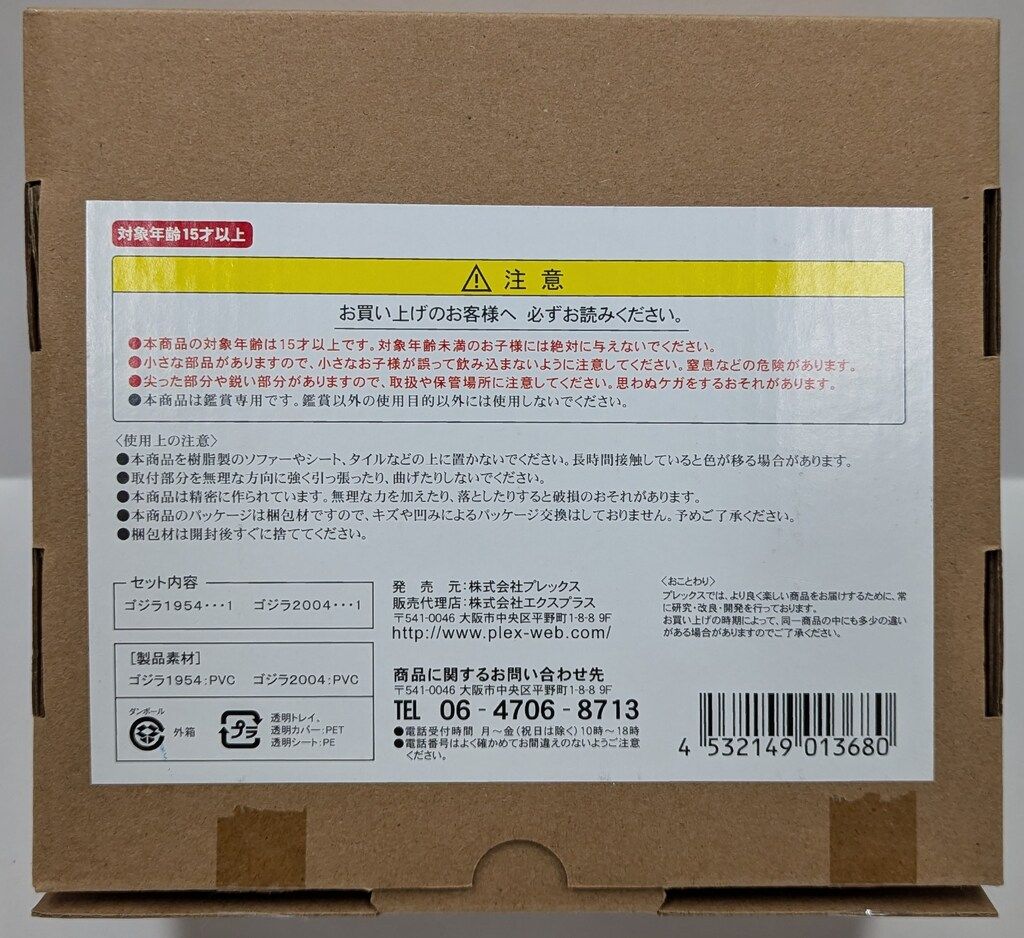 対象年齢15才以上
注意
お買い上げのお客様へ 必ずお読みください。
●本商品の対象年齢は15才以上です。対象年齢未満のお子様には絶対に与えないでください。
●小さな部品がありますので、小さなお子様が誤って飲み込まないように注意してください。窒息などの危険があります。
●尖った部分や鋭い部分がありますので、取扱や保管場所に注意してください。思わぬケガをするおそれがあります。
●本商品は鑑賞専用です。鑑賞以外の使用目的以外には使用しないでください。
〈使用上の注意〉
●本商品を樹脂製のソファーやシート、タイルなどの上に置かないでください。長時間接触していると色が移る場合があります。
●取付部分を無理な方向に強く引っ張ったり、曲げたりしないでください。
●本商品は精密に作られています。無理な力を加えたり、落としたりすると破損のおそれがあります。
●本商品のパッケージは梱包材ですので、キズや凹みによるパッケージ交換はしておりません。予めご了承ください。
●梱包材は開封後すぐに捨ててください。
セット内容
ゴジラ1954・・・1 ゴジラ2004・・・1
［製品素材］
ゴジラ1954:PVC ゴジラ2004:PVC
ダンボール
外箱
プラ
透明トレイ、
透明カバー:PET
透明シート:PE
発売元:株式会社プレックス
販売代理店:株式会社エクスプラス
〒541-0046 大阪市中央区平野町1-8-8 9F
http://www.plex-web.com/
商品に関するお問い合わせ先
〒541-0046 大阪市中央区平野町1-8-8 9F
TEL 06-4706-8713
●電話受付時間 月～金(祝日は除く)10時～18時
●電話番号はよく確かめてお間違えのないようご注意
ください。
〈おことわり〉
プレックスでは、より良く楽しい商品をお届けするために、常
に研究・改良・開発を行っております。
お買い上げの時期によって、同一商品の中にも多少の違い
がある場合がありますのでご了承ください。
4 532149 013680